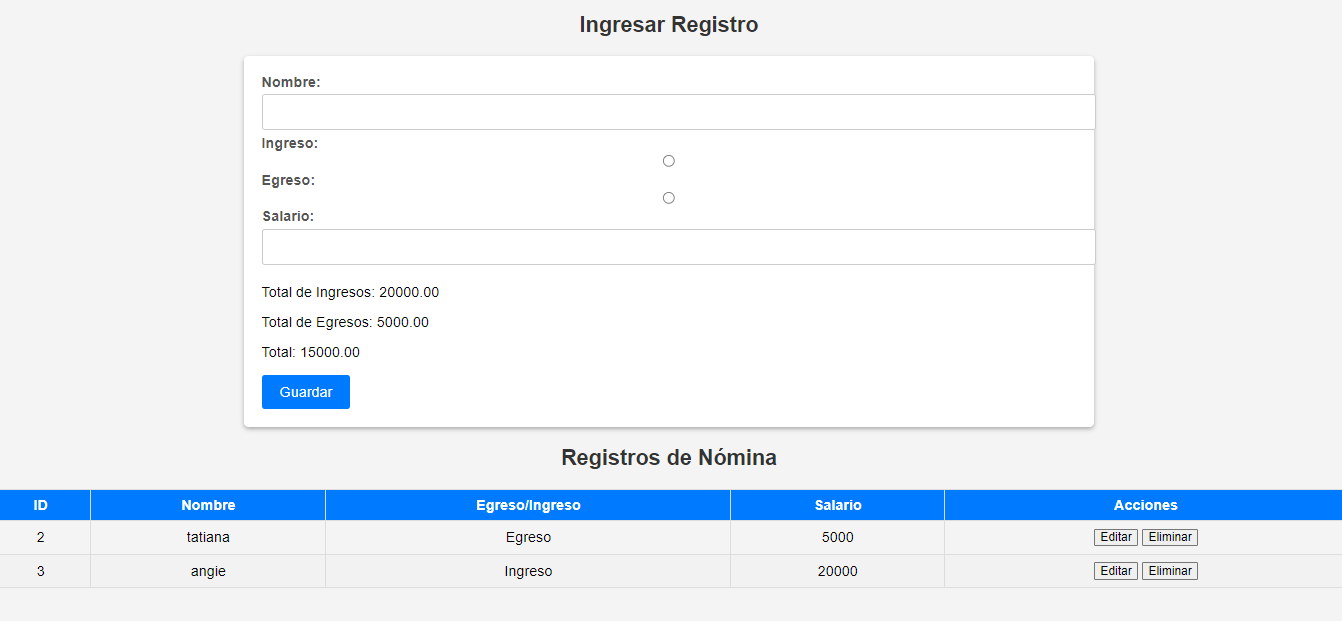 Ingresar Registro
Nombre:
Ingreso:
Egreso:
Salario:
Total de Ingresos: 20000.00
Total de Egresos: 5000.00
Total: 15000.00
Guardar
Registros de Nómina
ID Nombre Egreso/Ingreso Salario Acciones
2 tatiana Egreso 5000 Editar Eliminar
3 angie Ingreso 20000 Editar Eliminar